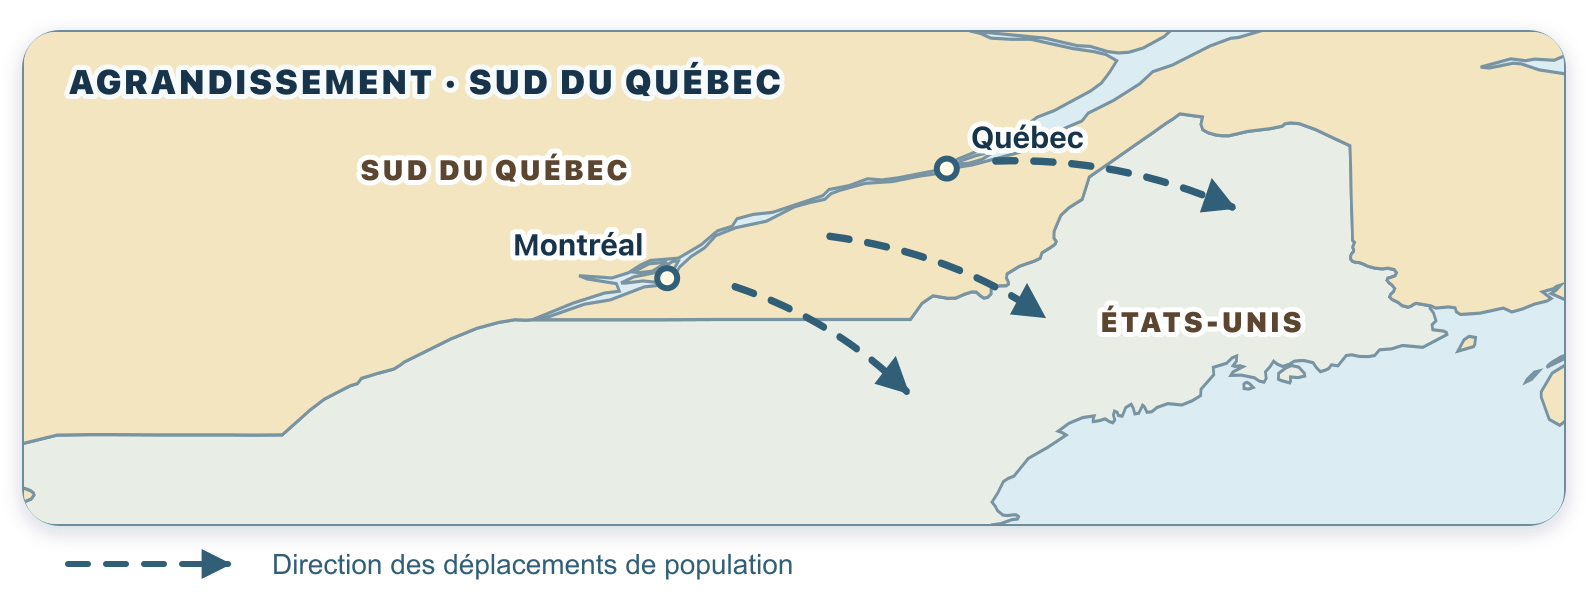 AGRANDISSEMENT · SUD DU QUÉBEC
Québec
SUD DU QUÉBEC
Montréal
ÉTATS-UNIS
Direction des déplacements de population